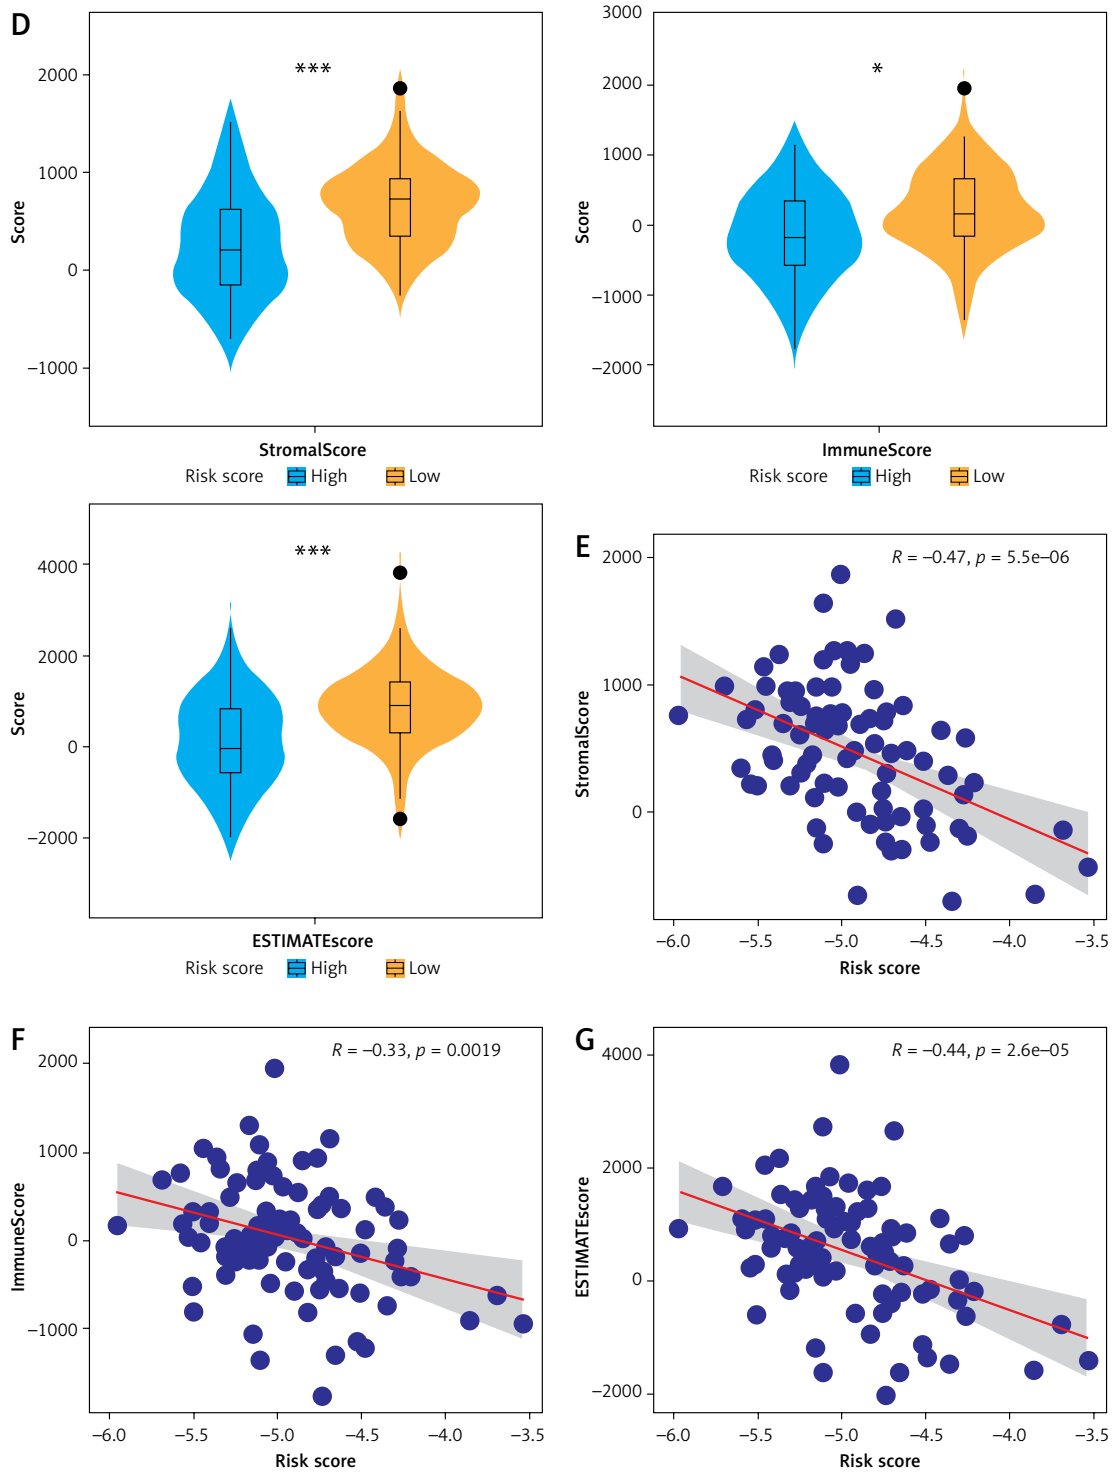 D
***
2000
1000
0
−1000
Score
StromalScore
Risk score High Low
*
3000
2000
1000
0
−1000
−2000
Score
ImmuneScore
Risk score High Low
***
4000
2000
0
−2000
Score
ESTIMATEscore
Risk score High Low
E
R = −0.47, p = 5.5e−06
2000
1000
0
StromalScore
−6.0 −5.5 −5.0 −4.5 −4.0 −3.5
Risk score
F
R = −0.33, p = 0.0019
2000
1000
0
−1000
ImmuneScore
−6.0 −5.5 −5.0 −4.5 −4.0 −3.5
Risk score
G
R = −0.44, p = 2.6e−05
4000
2000
0
−2000
ESTIMATEscore
−6.0 −5.5 −5.0 −4.5 −4.0 −3.5
Risk score